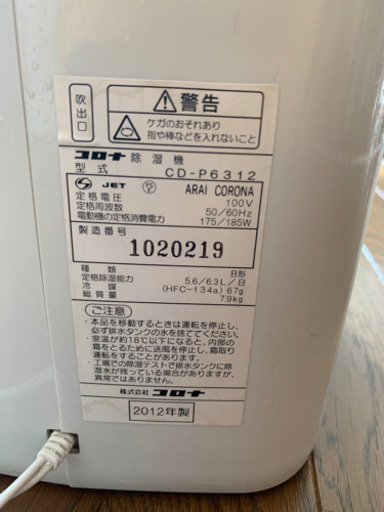 吹出口
警告
ケガのおそれあり
指や棒などを入れないこと
コロナ 除湿機
型式 CD-P6312
JET ARAI CORONA
定格電圧 100V
定格周波数 50/60Hz
電動機の定格消費電力 175/185W
製造番号
1020219
種類 B形
定格除湿能力 5.6/6.3L/日
冷媒 (HFC-134a) 67g
総質量 7.9kg
ご注意
・本品を移動するときは運転を停止し、
必ず排水タンクの水を捨ててください。
・室温が約18℃以下になると、内部の
霜をとるために送風を停止し、霜取り
運転をすることがあります。
・工場での除湿テストで排水タンクに除
湿水が残っている場合がありますが、
異常ではありません。
株式会社 コロナ
2012年製